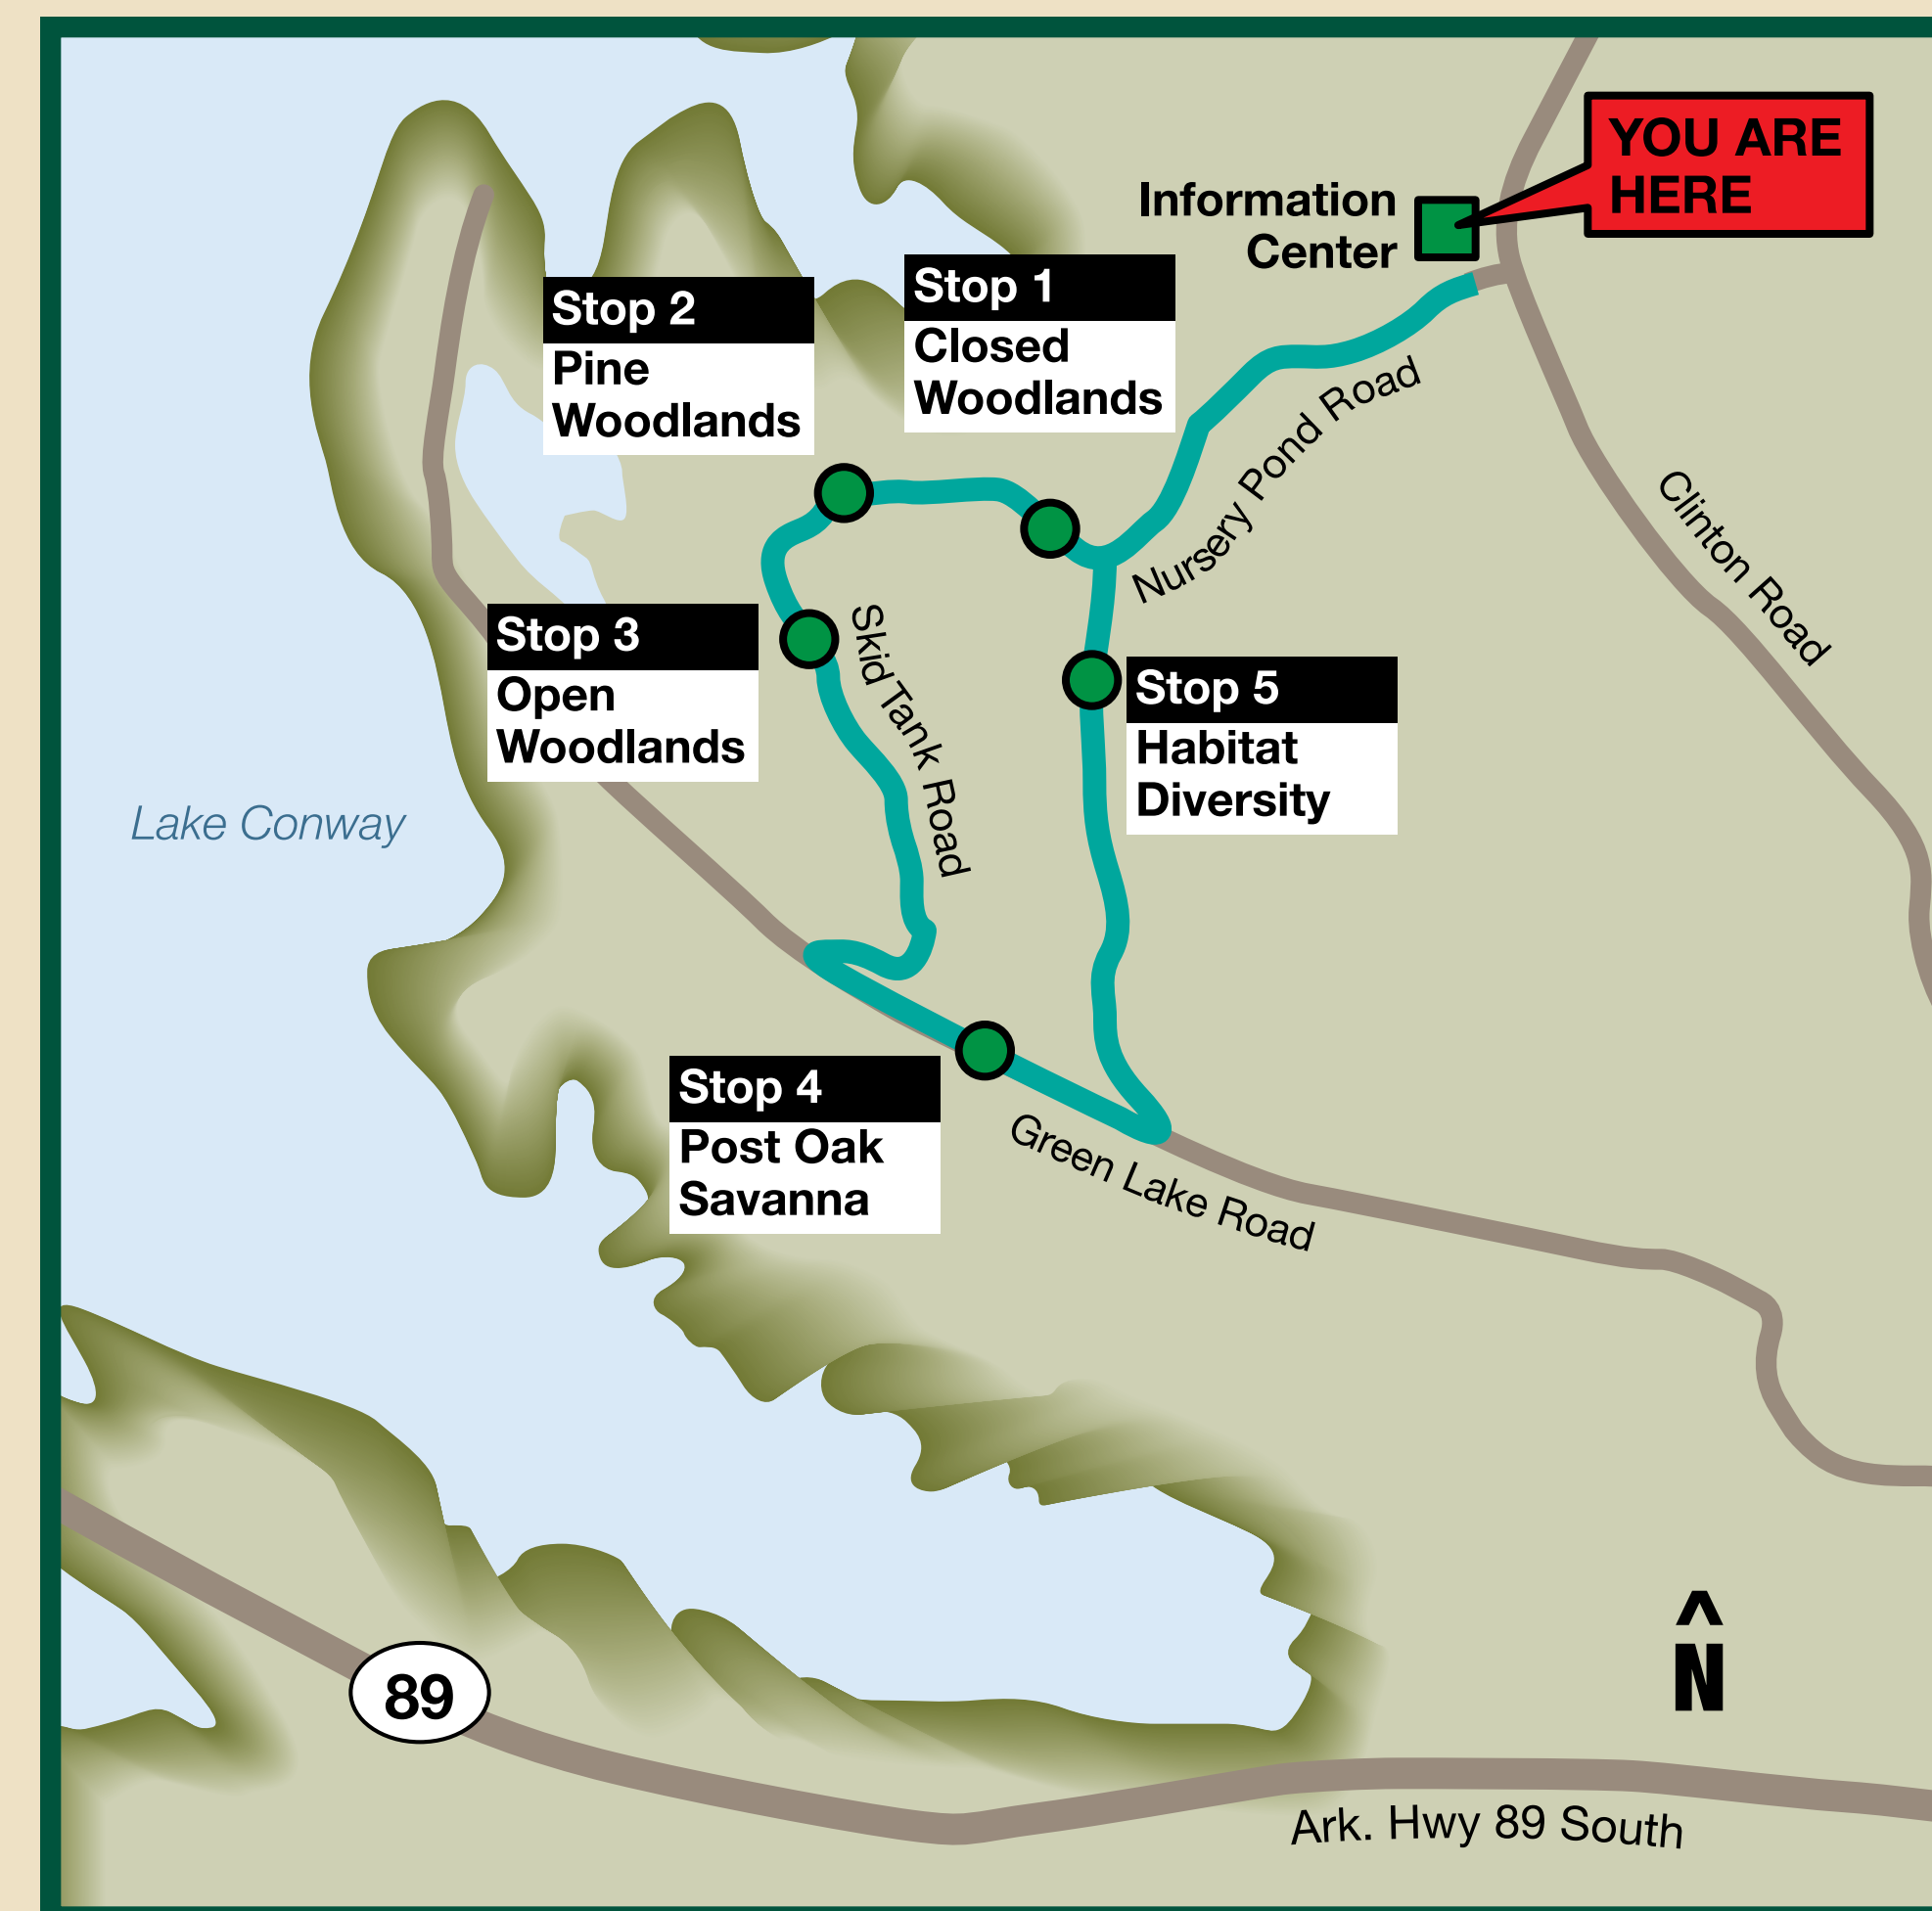 YOU ARE
HERE
Information
Center
Stop 1
Closed
Woodlands
Stop 2
Pine
Woodlands
Nursery Pond Road
Clinton Road
Stop 3
Open
Woodlands
Skid Tank Road
Stop 5
Habitat
Diversity
Lake Conway
Stop 4
Post Oak
Savanna
Green Lake Road
^
N
89
Ark. Hwy 89 South